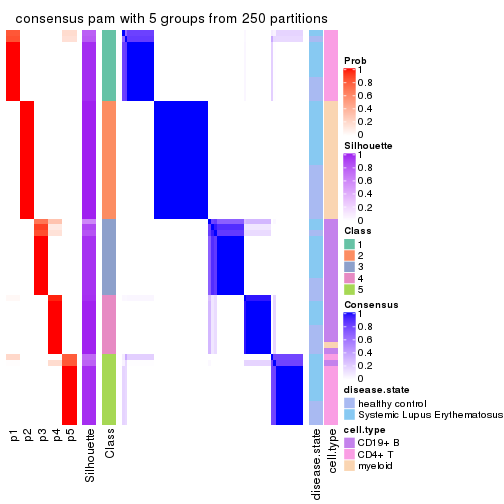 consensus pam with 5 groups from 250 partitions
Prob
1
0.8
0.6
0.4
0.2
0
Silhouette
1
0.8
0.6
0.4
0.2
0
Class
1
2
3
4
5
Consensus
1
0.8
0.6
0.4
0.2
0
disease.state
healthy control
Systemic Lupus Erythematosus
cell.type
CD19+ B
CD4+ T
myeloid
p1
p2
p3
p4
p5
Silhouette
Class
disease.state
cell.type